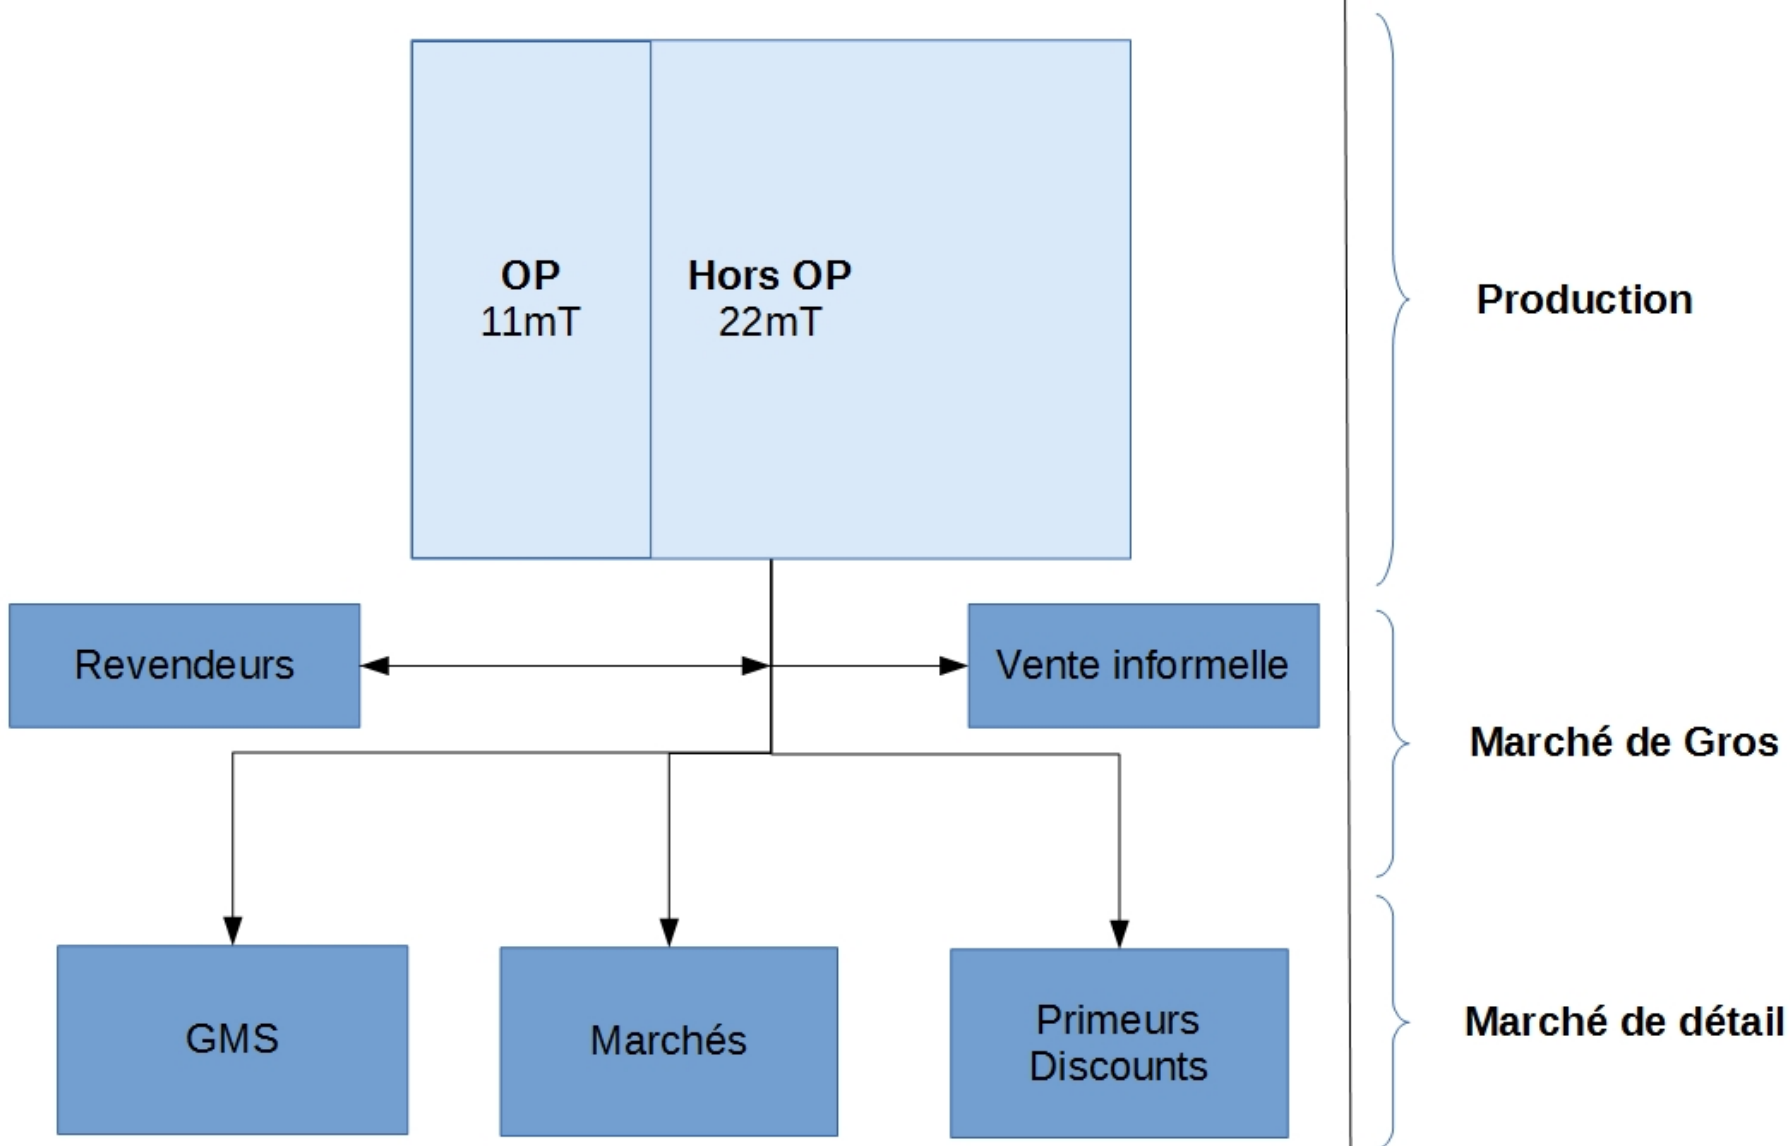 OP
11mT
Hors OP
22mT
Production
Revendeurs
Vente informelle
Marché de Gros
GMS
Marchés
Primeurs
Discounts
Marché de détail